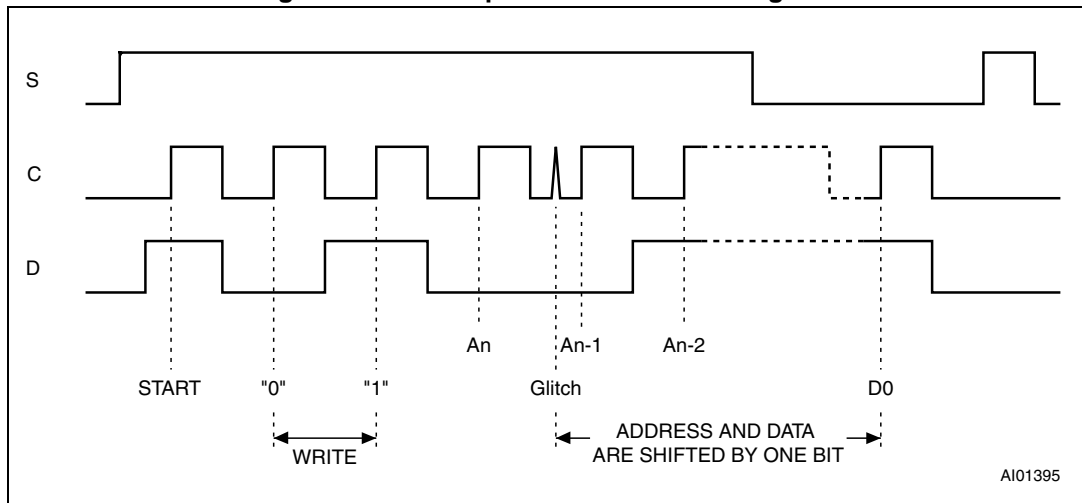 S
C
D
An An-1 An-2
START "0" "1" Glitch D0
WRITE
ADDRESS AND DATA
ARE SHIFTED BY ONE BIT
AI01395